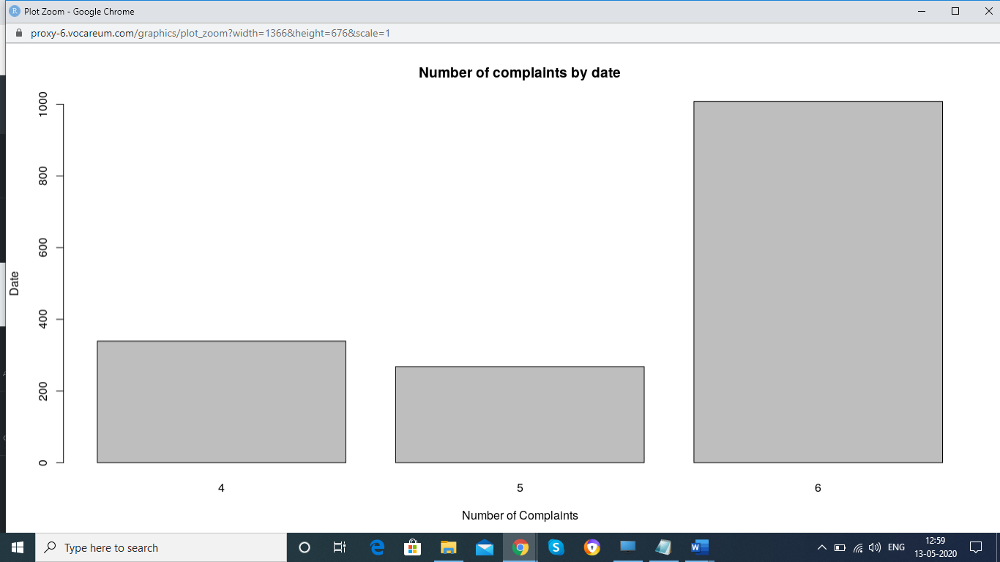 R Plot Zoom - Google Chrome
proxy-6.vocareum.com/graphics/plot_zoom?width=1366&height=676&scale=1
Number of complaints by date
1000
800
600
400
200
0
Date
4 5 6
Number of Complaints
Type here to search
e
S
W
ENG
12:59
13-05-2020